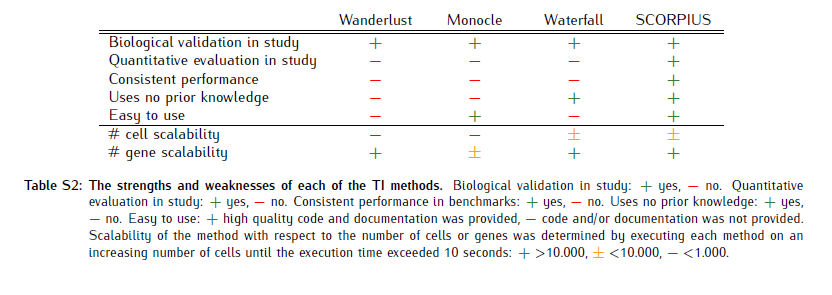 Wanderlust Monocle Waterfall SCORPIUS
Biological validation in study + + + +
Quantitative evaluation in study − − − +
Consistent performance − − − +
Uses no prior knowledge − − + +
Easy to use − + − +
# cell scalability − − ± ±
# gene scalability + ± + +
Table S2: The strengths and weaknesses of each of the TI methods. Biological validation in study: + yes, − no. Quantitative
evaluation in study: + yes, − no. Consistent performance in benchmarks: + yes, − no. Uses no prior knowledge: + yes,
− no. Easy to use: + high quality code and documentation was provided, − code and/or documentation was not provided.
Scalability of the method with respect to the number of cells or genes was determined by executing each method on an
increasing number of cells until the execution time exceeded 10 seconds: + >10.000, ± <10.000, − <1.000.